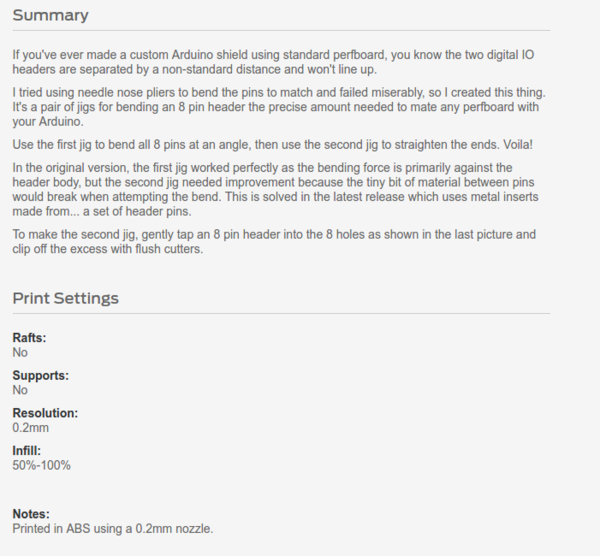 Summary
If you've ever made a custom Arduino shield using standard perfboard, you know the two digital IO
headers are separated by a non-standard distance and won't line up.
I tried using needle nose pliers to bend the pins to match and failed miserably, so I created this thing.
It's a pair of jigs for bending an 8 pin header the precise amount needed to mate any perfboard with
your Arduino.
Use the first jig to bend all 8 pins at an angle, then use the second jig to straighten the ends. Voila!
In the original version, the first jig worked perfectly as the bending force is primarily against the
header body, but the second jig needed improvement because the tiny bit of material between pins
would break when attempting the bend. This is solved in the latest release which uses metal inserts
made from... a set of header pins.
To make the second jig, gently tap an 8 pin header into the 8 holes as shown in the last picture and
clip off the excess with flush cutters.
Print Settings
Rafts:
No
Supports:
No
Resolution:
0.2mm
Infill:
50%-100%
Notes:
Printed in ABS using a 0.2mm nozzle.